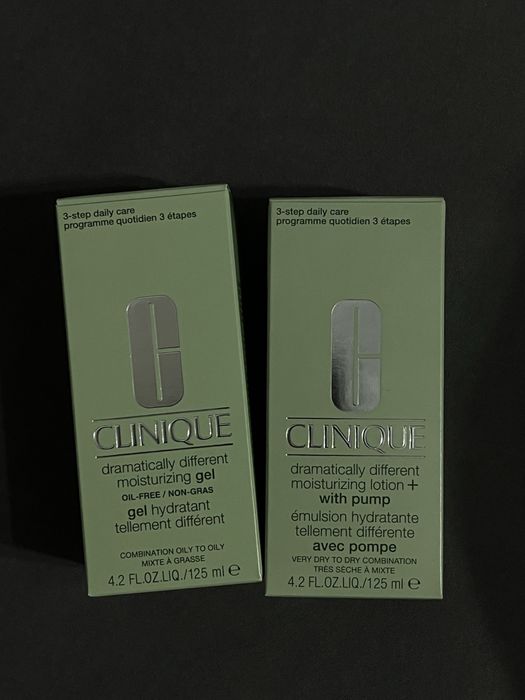 3-step daily care
programme quotidien 3 étapes
CLINIQUE
dramatically different
moisturizing gel
OIL-FREE / NON-GRAS
gel hydratant
tellement différent
COMBINATION OILY TO OILY
MIXTE À GRASSE
4.2 FL.OZ.LIQ./125 ml ℮
3-step daily care
programme quotidien 3 étapes
CLINIQUE
dramatically different
moisturizing lotion+
with pump
émulsion hydratante
tellement différente
avec pompe
VERY DRY TO DRY COMBINATION
TRÈS SÈCHE À MIXTE
4.2 FL.OZ.LIQ./125 ml ℮